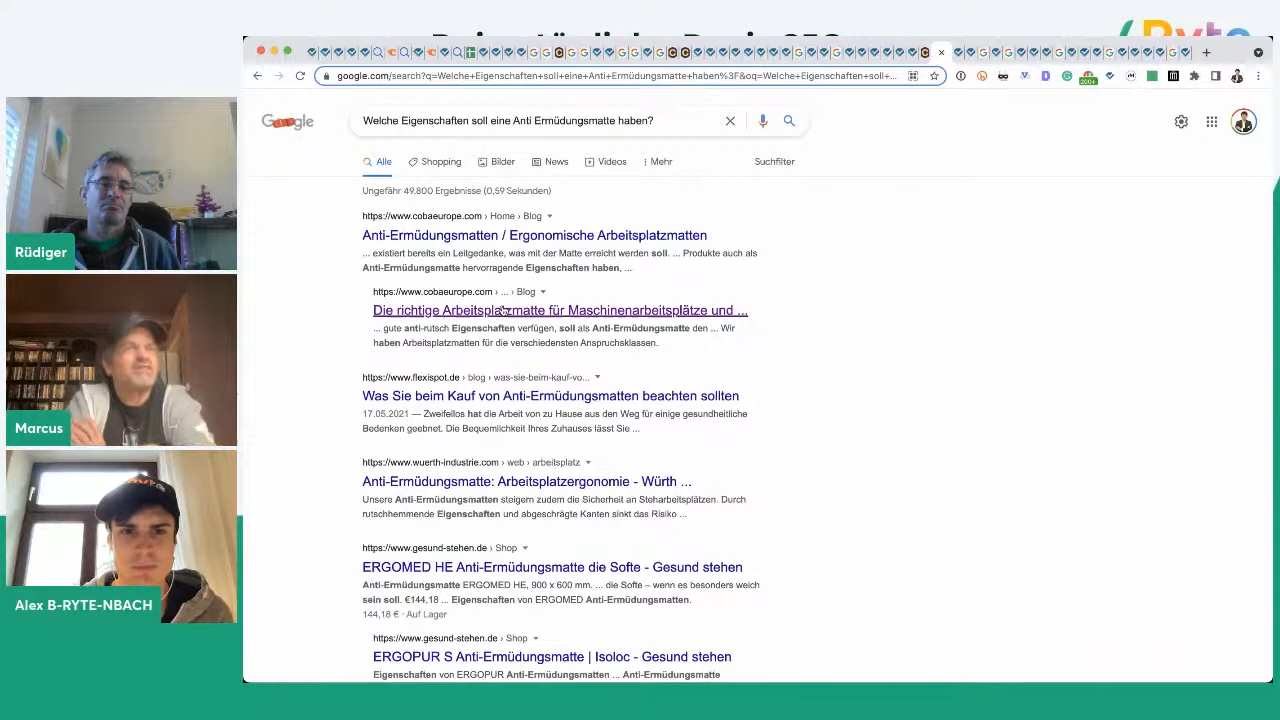 Ryte
google.com/search?q=Welche+Eigenschaften+soll+eine+Anti+Ermüdungsmatte+haben%3F&oq=Welche+Eigenschaften+soll+...
200+
Google
Welche Eigenschaften soll eine Anti Ermüdungsmatte haben?
Alle
Shopping
Bilder
News
Videos
Mehr
Suchfilter
Ungefähr 49.800 Ergebnisse (0,59 Sekunden)
https://www.cobaeurope.com › Home › Blog
Anti-Ermüdungsmatten / Ergonomische Arbeitsplatzmatten
... existiert bereits ein Leitgedanke, was mit der Matte erreicht werden soll. ... Produkte auch als
Anti-Ermüdungsmatte hervorragende Eigenschaften haben, ...
https://www.cobaeurope.com › ... › Blog
Die richtige Arbeitsplatzmatte für Maschinenarbeitsplätze und ...
... gute anti-rutsch Eigenschaften verfügen, soll als Anti-Ermüdungsmatte den ... Wir
haben Arbeitsplatzmatten für die verschiedensten Anspruchsklassen.
https://www.flexispot.de › blog › was-sie-beim-kauf-vo...
Was Sie beim Kauf von Anti-Ermüdungsmatten beachten sollten
17.05.2021 — Zweifellos hat die Arbeit von zu Hause aus den Weg für einige gesundheitliche
Bedenken geebnet. Die Bequemlichkeit Ihres Zuhauses lässt Sie ...
https://www.wuerth-industrie.com › web › arbeitsplatz
Anti-Ermüdungsmatte: Arbeitsplatzergonomie - Würth ...
Unsere Anti-Ermüdungsmatten steigern zudem die Sicherheit an Steharbeitsplätzen. Durch
rutschhemmende Eigenschaften und abgeschrägte Kanten sinkt das Risiko ...
https://www.gesund-stehen.de › Shop
ERGOMED HE Anti-Ermüdungsmatte die Softe - Gesund stehen
Anti-Ermüdungsmatte ERGOMED HE, 900 x 600 mm. ... die Softe – wenn es besonders weich
sein soll. €144,18 ... Eigenschaften von ERGOMED Anti-Ermüdungsmatten.
144,18 € · Auf Lager
https://www.gesund-stehen.de › Shop
ERGOPUR S Anti-Ermüdungsmatte | Isoloc - Gesund stehen
Eigenschaften von ERGOPUR Anti-Ermüdungsmatten ... Anti-Ermüdungsmatte
Rüdiger
Marcus
Alex B-RYTE-NBACH